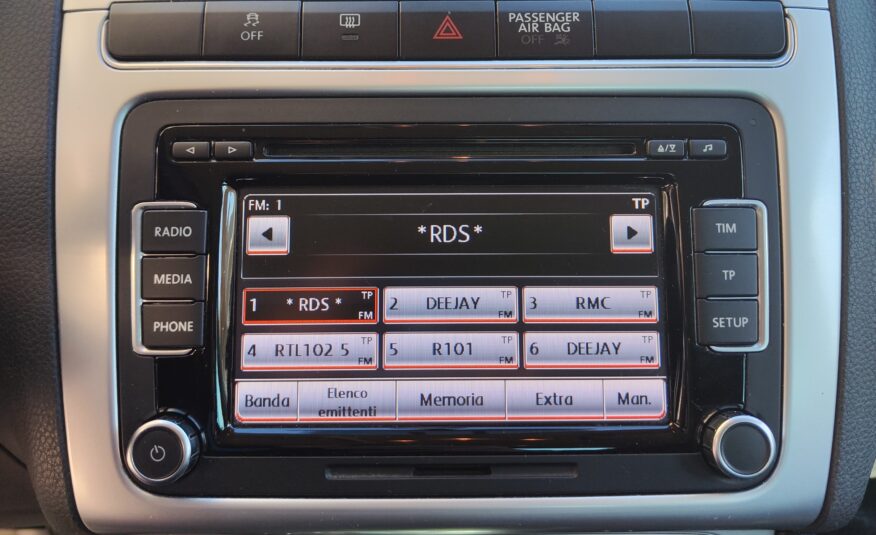 OFF
PASSENGER
AIR BAG
OFF
FM: 1
TP
*RDS*
RADIO
MEDIA
PHONE
TIM
TP
SETUP
1 *RDS* TP FM
2 DEEJAY TP FM
3 RMC TP FM
4 RTL102 5 TP FM
5 R101 TP FM
6 DEEJAY TP FM
Banda
Elenco
emittenti
Memoria
Extra
Man.